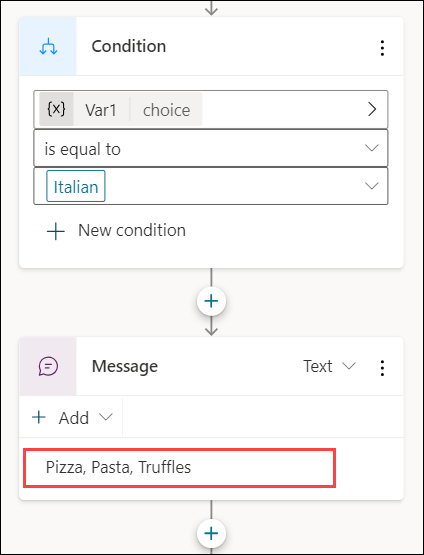 Condition
{x} Var1 choice
is equal to
Italian
New condition
Message Text
Add
Pizza, Pasta, Truffles